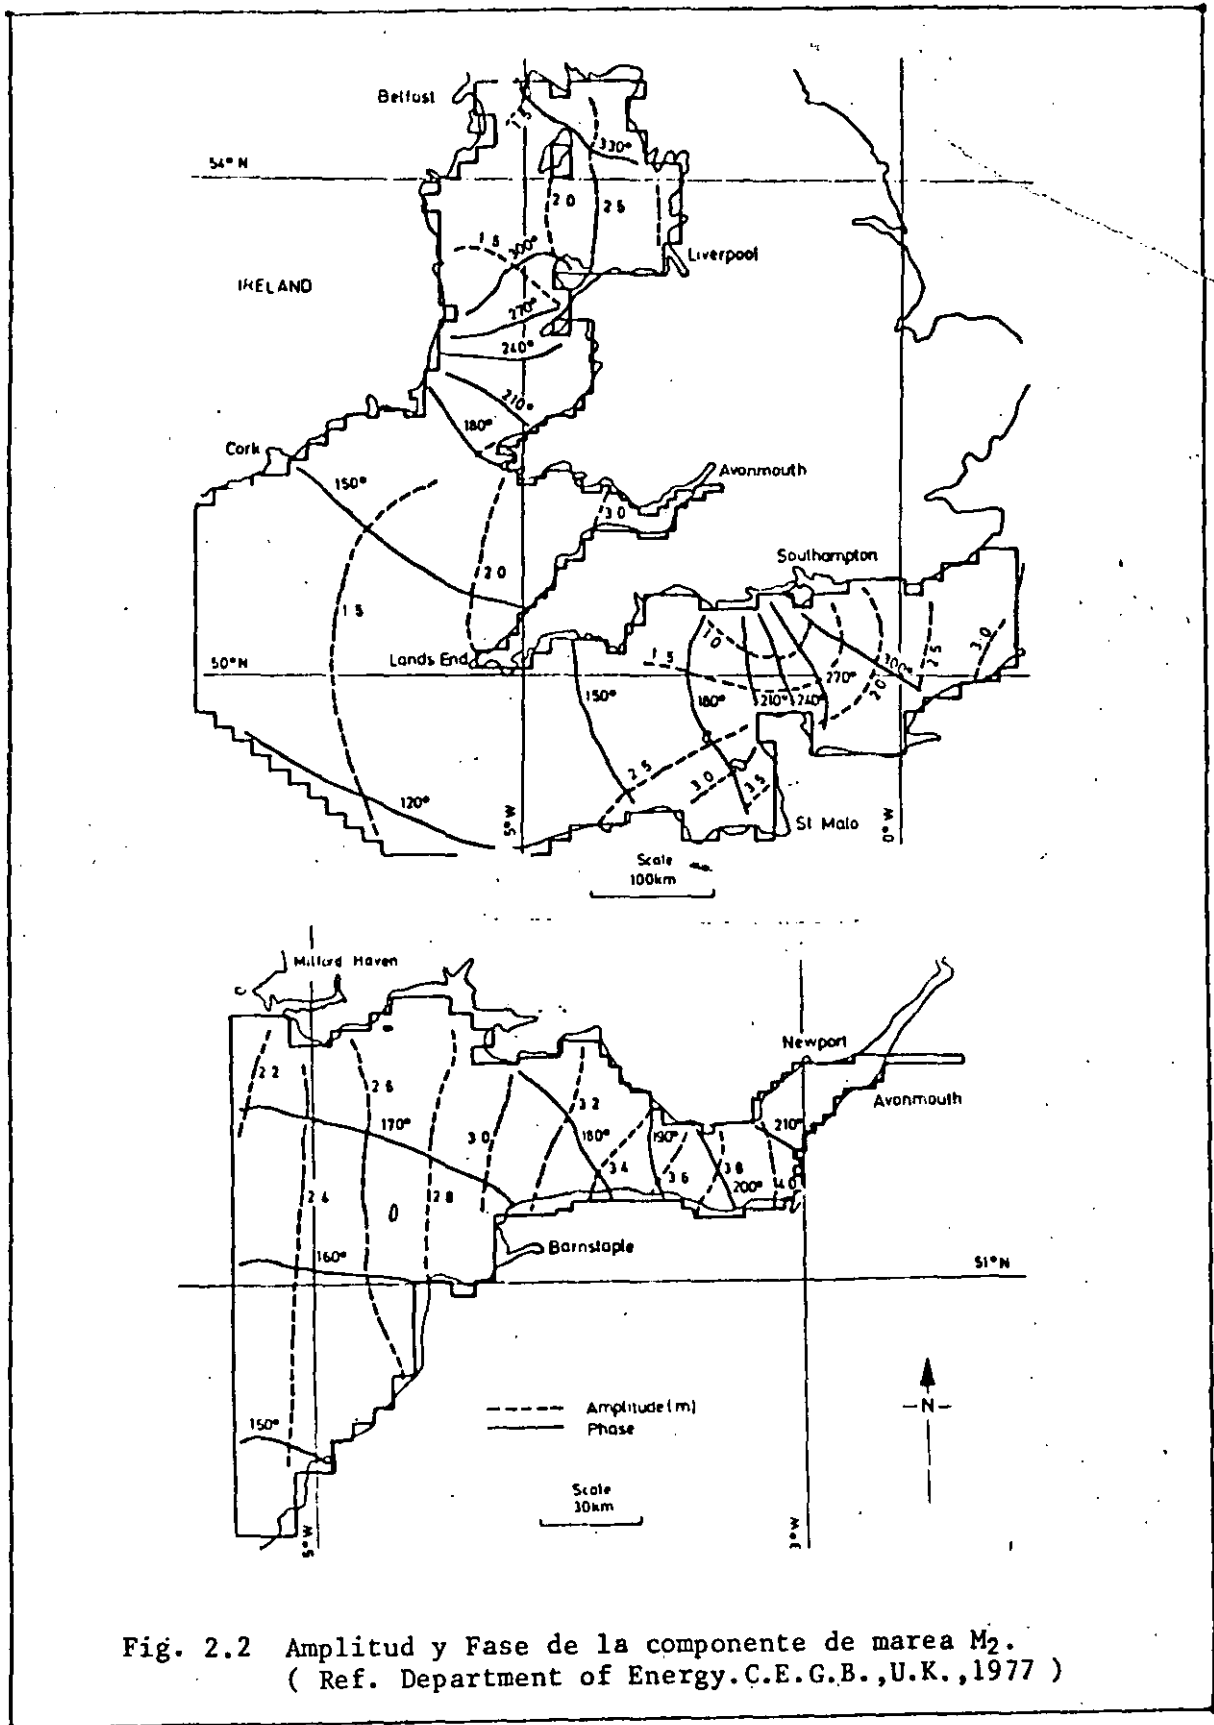 Belfast
1.5
330°
54° N
2.0
2.5
1.5
300°
Liverpool
IRELAND
270°
240°
210°
180°
Cork
150°
Avonmouth
3.0
2.0
Southampton
1.5
1.0
Lands End
50° N
1.5
150°
180°
210°
240°
270°
300°
2.0
2.5
3.0
2.5
3.0
3.5
120°
5° W
St Malo
0° W
Scale
100km
Milford Haven
Newport
2.2
2.6
Avonmouth
170°
3.0
3.2
180°
190°
210°
3.4
3.6
3.8
200°
4.0
2.4
2.8
Barnstaple
160°
51° N
150°
Amplitude (m)
Phase
-N-
Scale
30km
5° W
3° W
Fig. 2.2 Amplitud y Fase de la componente de marea M₂.
( Ref. Department of Energy.C.E.G.B.,U.K.,1977 )